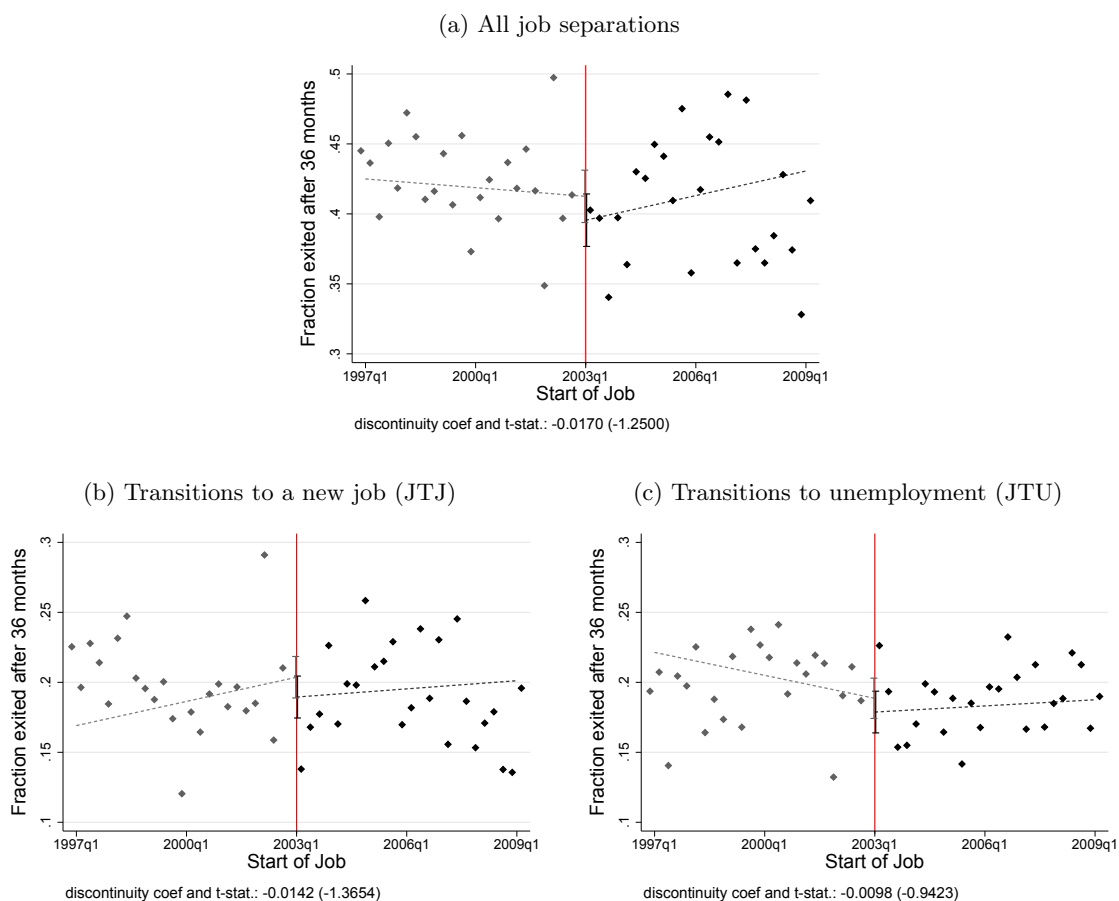 (a) All job separations
Fraction exited after 36 months
.5
.45
.4
.35
.3
1997q1 2000q1 2003q1 2006q1 2009q1
Start of Job
discontinuity coef and t-stat.: -0.0170 (-1.2500)
(b) Transitions to a new job (JTJ)
Fraction exited after 36 months
.3
.25
.2
.15
.1
1997q1 2000q1 2003q1 2006q1 2009q1
Start of Job
discontinuity coef and t-stat.: -0.0142 (-1.3654)
(c) Transitions to unemployment (JTU)
Fraction exited after 36 months
.3
.25
.2
.15
.1
1997q1 2000q1 2003q1 2006q1 2009q1
Start of Job
discontinuity coef and t-stat.: -0.0098 (-0.9423)